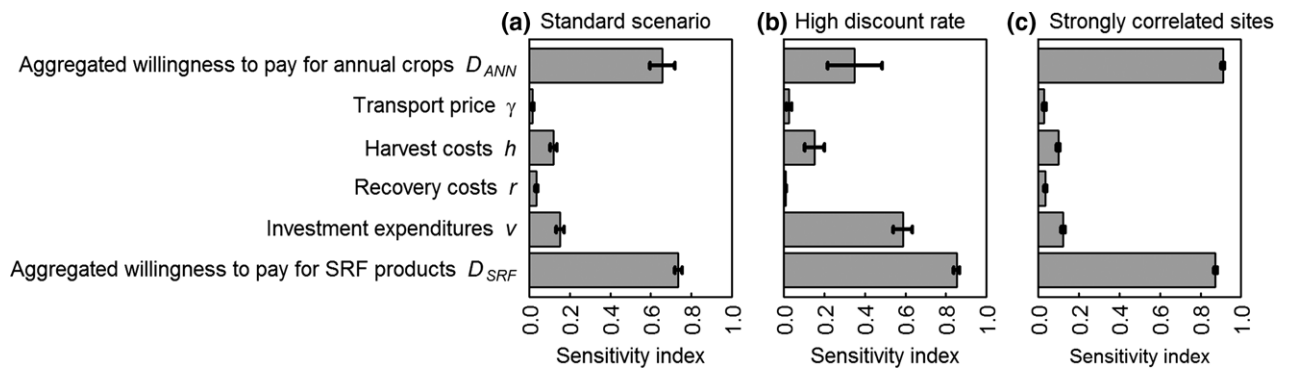 (a) Standard scenario
(b) High discount rate
(c) Strongly correlated sites
Aggregated willingness to pay for annual crops D_ANN
Transport price γ
Harvest costs h
Recovery costs r
Investment expenditures v
Aggregated willingness to pay for SRF products D_SRF
0.0 0.2 0.4 0.6 0.8 1.0
0.0 0.2 0.4 0.6 0.8 1.0
0.0 0.2 0.4 0.6 0.8 1.0
Sensitivity index
Sensitivity index
Sensitivity index